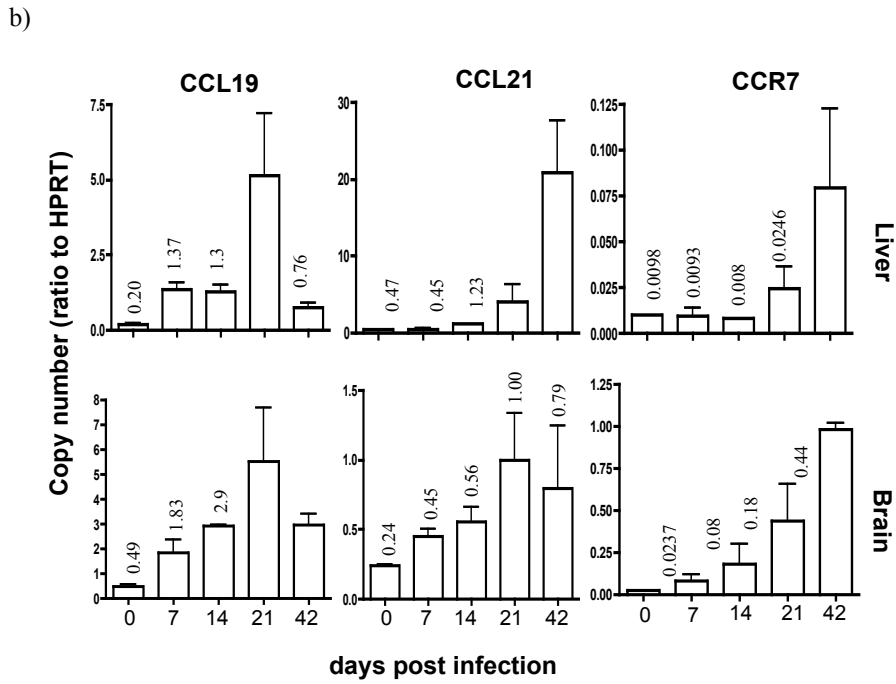 b)
CCL19 CCL21 CCR7
Copy number (ratio to HPRT)
7.5
5.0
2.5
0.0
0.20 1.37 1.3 0.76
30
20
10
0
0.47 0.45 1.23
0.125
0.100
0.075
0.050
0.025
0.000
0.0098 0.0093 0.008 0.0246
Liver
8
7
6
5
4
3
2
1
0
0.49 1.83 2.9
0 7 14 21 42
1.5
1.0
0.5
0.0
0.24 0.45 0.56 1.00 0.79
0 7 14 21 42
1.25
1.00
0.75
0.50
0.25
0.00
0.0237 0.08 0.18 0.44
0 7 14 21 42
Brain
days post infection